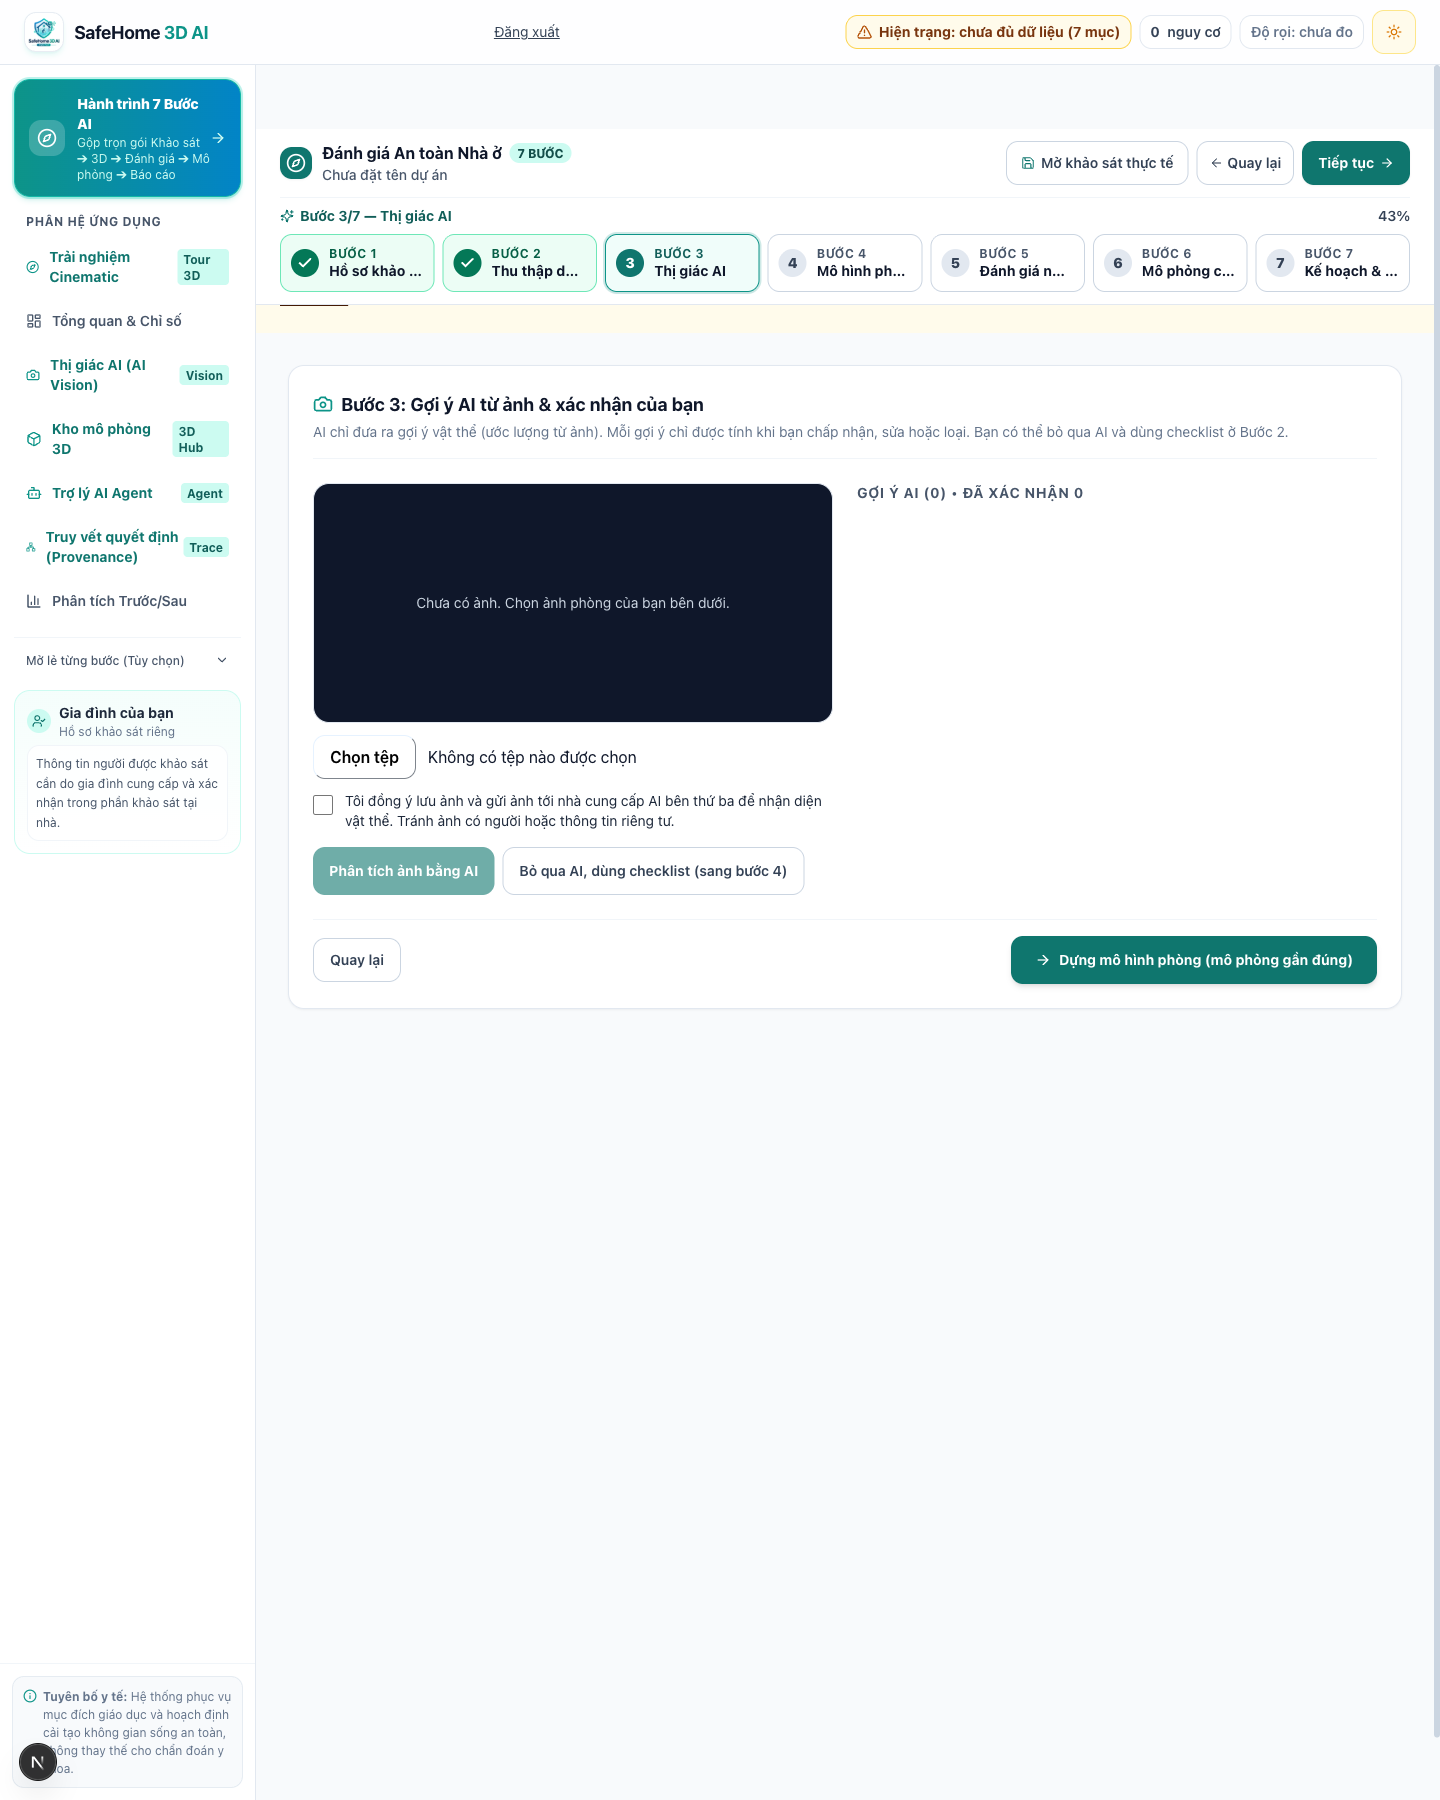 SafeHome 3D AI
Đăng xuất
Hiện trạng: chưa đủ dữ liệu (7 mục)
0 nguy cơ
Độ rọi: chưa đo
Hành trình 7 Bước
AI
Gộp trọn gói Khảo sát
➔ 3D ➔ Đánh giá ➔ Mô
phỏng ➔ Báo cáo
PHÂN HỆ ỨNG DỤNG
Trải nghiệm
Cinematic
Tour
3D
Tổng quan & Chỉ số
Thị giác AI (AI
Vision)
Vision
Kho mô phỏng
3D
3D
Hub
Trợ lý AI Agent
Agent
Truy vết quyết định
(Provenance)
Trace
Phân tích Trước/Sau
Mở lẻ từng bước (Tùy chọn)
Gia đình của bạn
Hồ sơ khảo sát riêng
Thông tin người được khảo sát
cần do gia đình cung cấp và xác
nhận trong phần khảo sát tại
nhà.
Đánh giá An toàn Nhà ở
7 BƯỚC
Chưa đặt tên dự án
Mở khảo sát thực tế
Quay lại
Tiếp tục
Bước 3/7 — Thị giác AI
43%
BƯỚC 1
Hồ sơ khảo ...
BƯỚC 2
Thu thập d...
3
BƯỚC 3
Thị giác AI
4
BƯỚC 4
Mô hình ph...
5
BƯỚC 5
Đánh giá n...
6
BƯỚC 6
Mô phỏng c...
7
BƯỚC 7
Kế hoạch & ...
Bước 3: Gợi ý AI từ ảnh & xác nhận của bạn
AI chỉ đưa ra gợi ý vật thể (ước lượng từ ảnh). Mỗi gợi ý chỉ được tính khi bạn chấp nhận, sửa hoặc loại. Bạn có thể bỏ qua AI và dùng checklist ở Bước 2.
Chưa có ảnh. Chọn ảnh phòng của bạn bên dưới.
GỢI Ý AI (0) • ĐÃ XÁC NHẬN 0
Chọn tệp
Không có tệp nào được chọn
Tôi đồng ý lưu ảnh và gửi ảnh tới nhà cung cấp AI bên thứ ba để nhận diện
vật thể. Tránh ảnh có người hoặc thông tin riêng tư.
Phân tích ảnh bằng AI
Bỏ qua AI, dùng checklist (sang bước 4)
Quay lại
Dựng mô hình phòng (mô phỏng gần đúng)
Tuyên bố y tế: Hệ thống phục vụ
mục đích giáo dục và hoạch định
cải tạo không gian sống an toàn,
thay thế cho chẩn đoán y
N